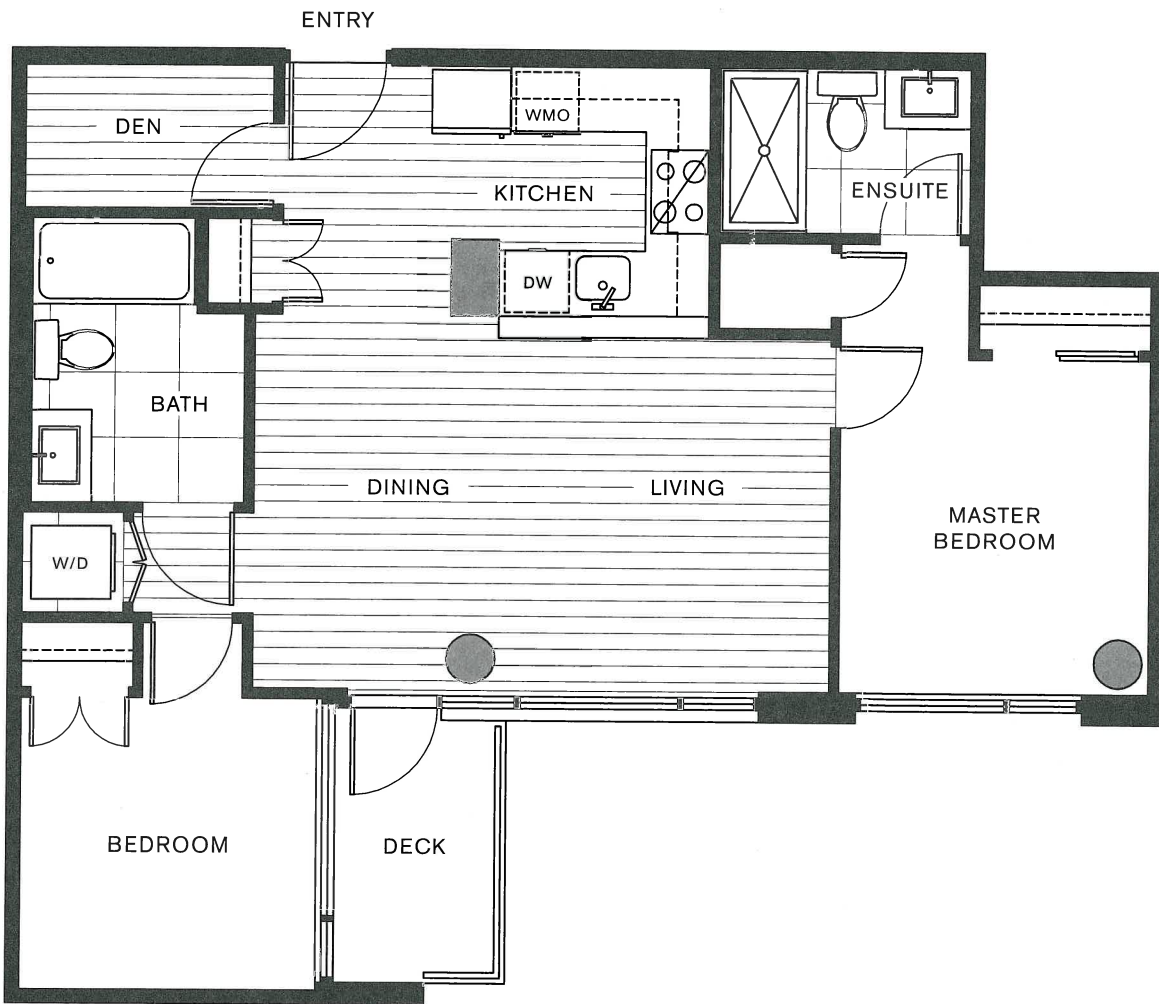 ENTRY
DEN
WMO
KITCHEN
ENSUITE
DW
BATH
DINING
LIVING
MASTER
BEDROOM
W/D
BEDROOM
DECK